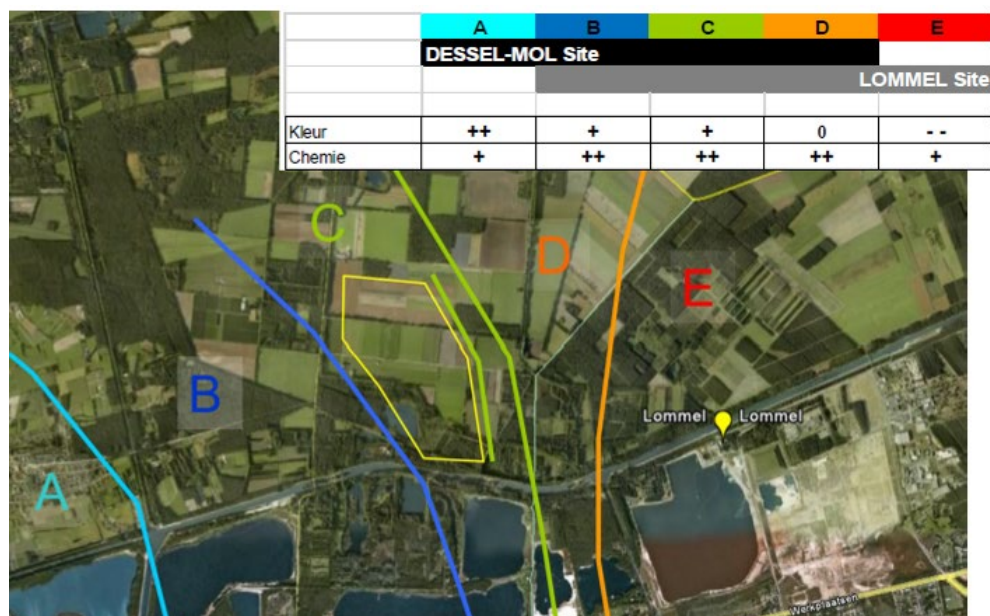 A B C D E
DESSEL-MOL Site
LOMMEL Site
Kleur ++ + + 0 - -
Chemie + ++ ++ ++ +
C
D
E
B
Lommel Lommel
A
Werkplaatsen